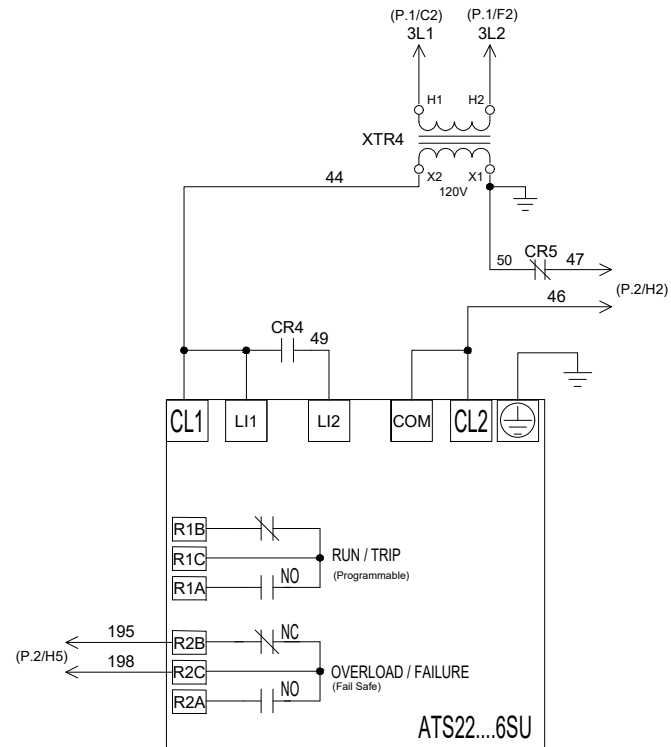 (P.1/C2) (P.1/F2)
3L1 3L2
H1 H2
XTR4
X2 X1
120V
44
50 CR5 47
(P.2/H2)
46
CR4
49
CL1 LI1 LI2 COM CL2
R1B
R1C RUN / TRIP
(Programmable)
R1A NO
195
R2B NC
(P.2/H5)
198
R2C OVERLOAD / FAILURE
(Fail Safe)
R2A NO
ATS22....6SU